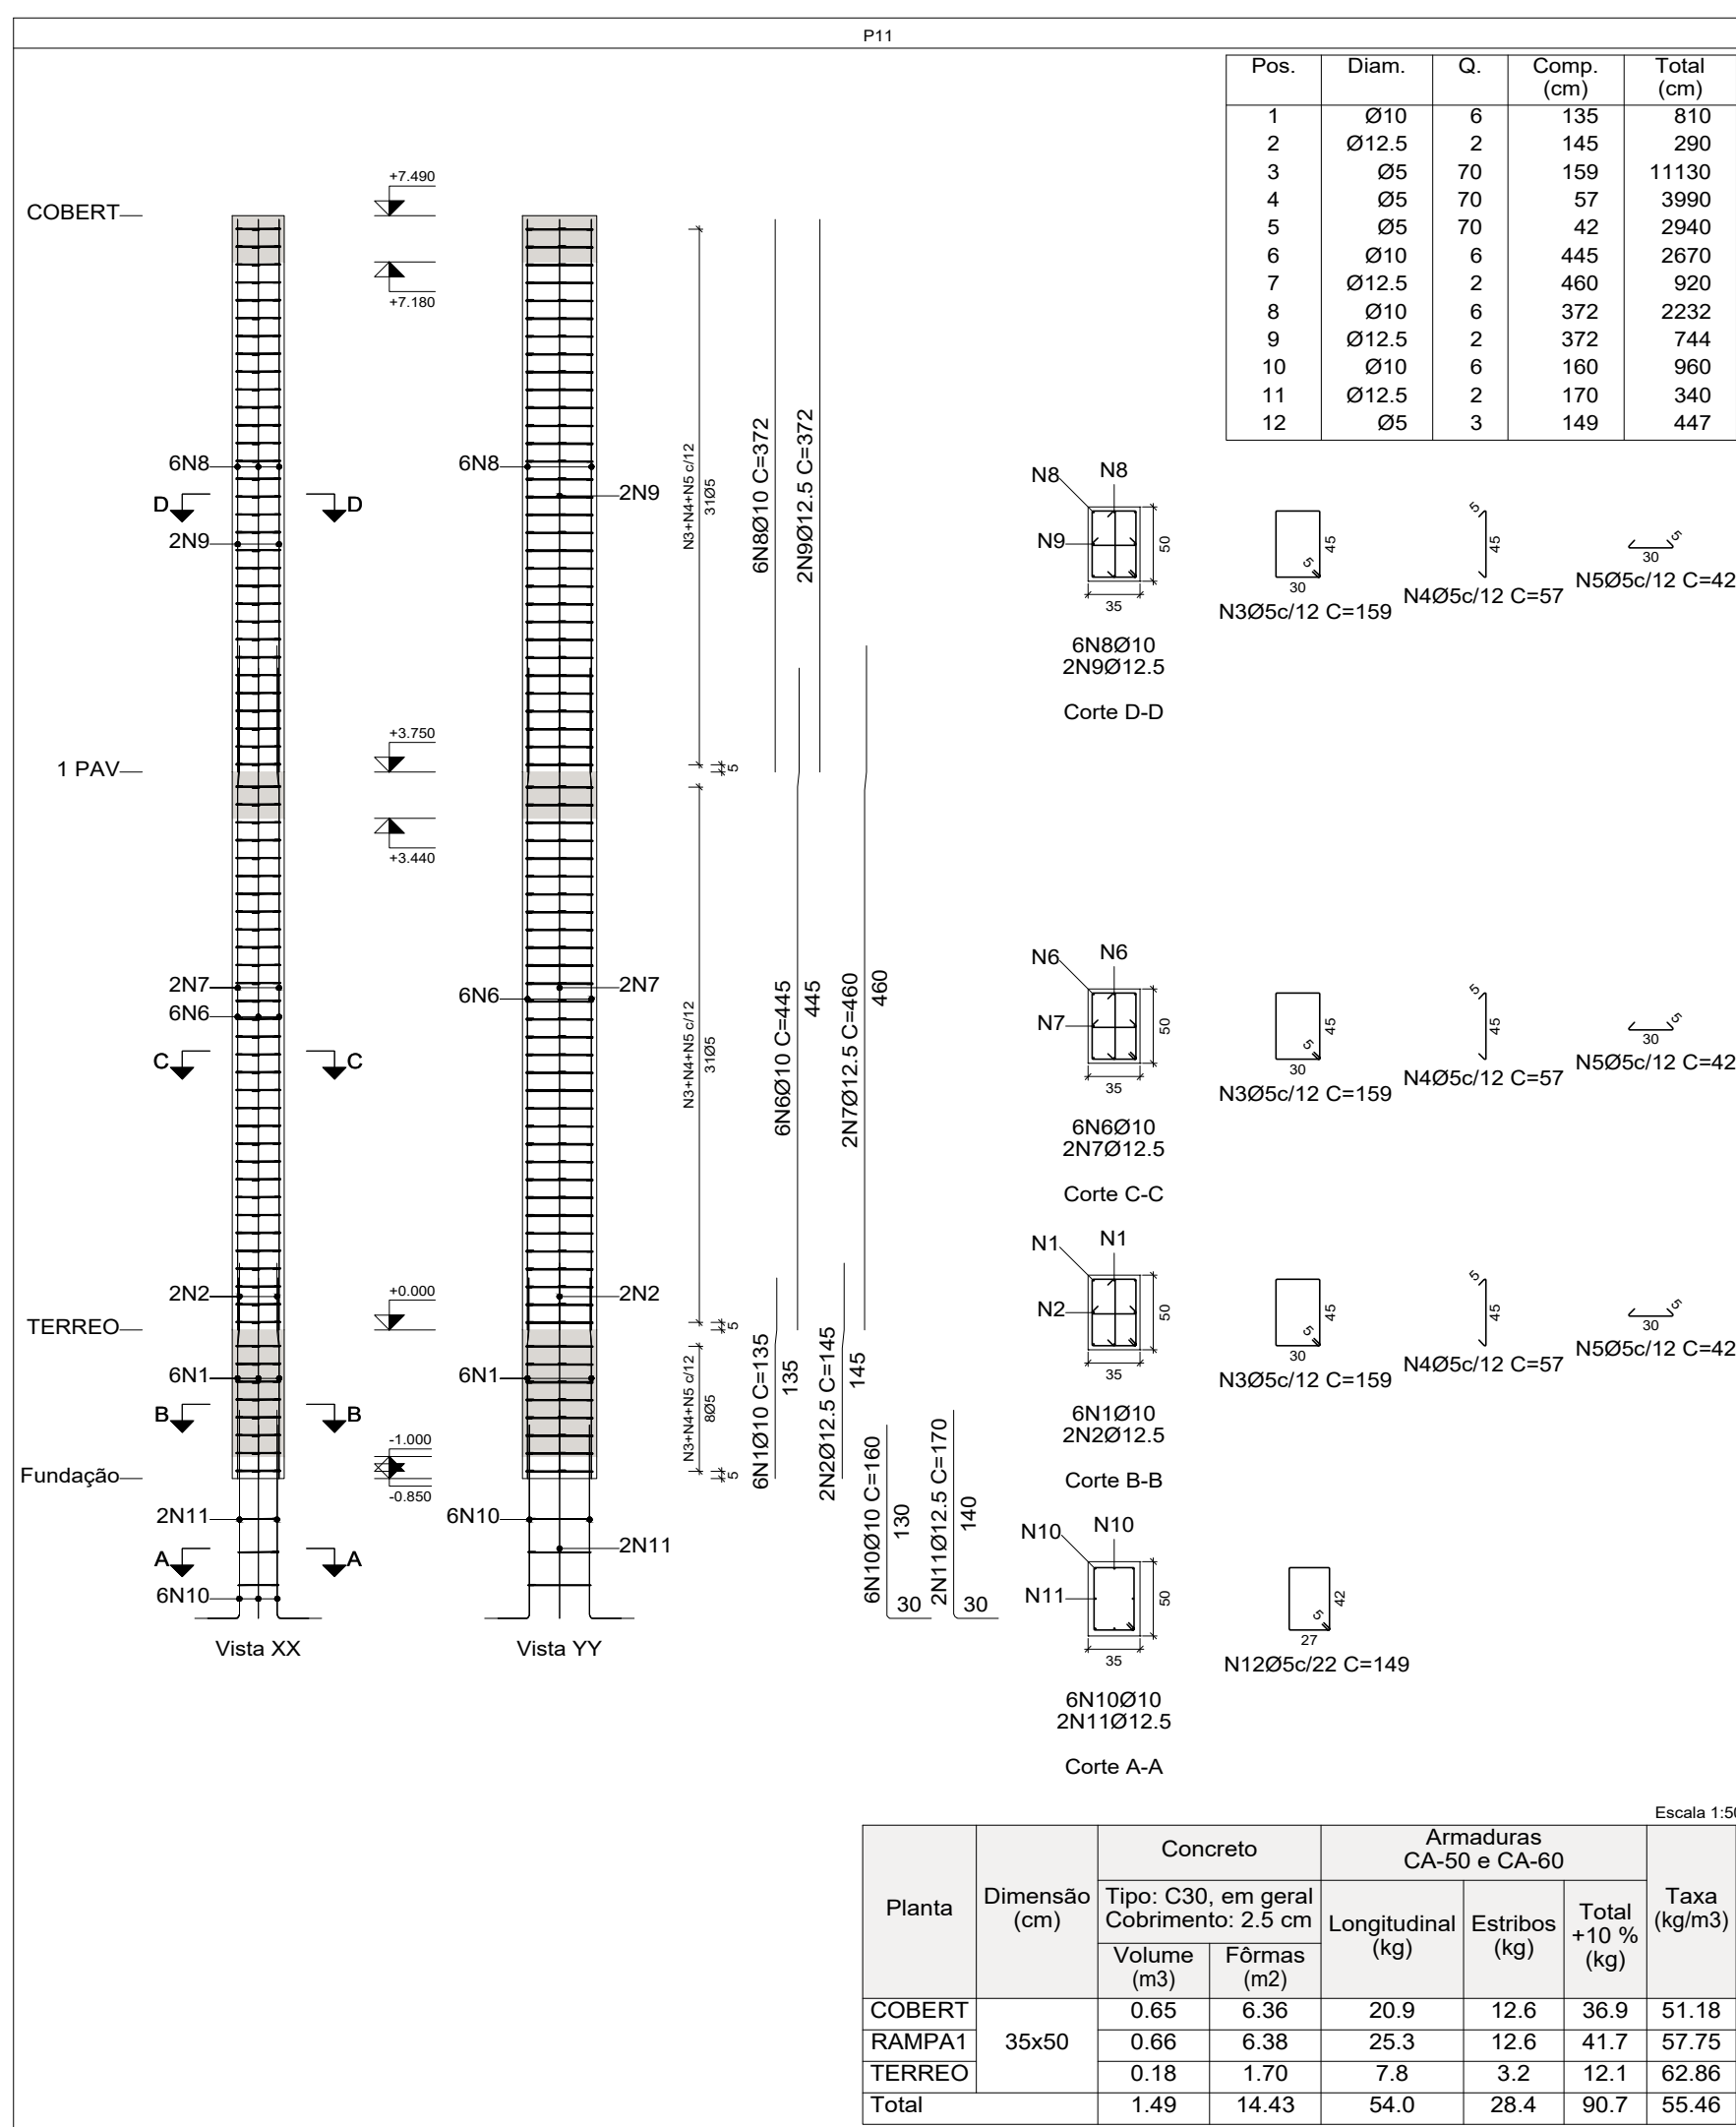 P11
Pos. Diam. Q. Comp. (cm) Total (cm)
1 Ø10 6 135 810
2 Ø12.5 2 145 290
3 Ø5 70 159 11130
4 Ø5 70 57 3990
5 Ø5 70 42 2940
6 Ø10 6 445 2670
7 Ø12.5 2 460 920
8 Ø10 6 372 2232
9 Ø12.5 2 372 744
10 Ø10 6 160 960
11 Ø12.5 2 170 340
12 Ø5 3 149 447
COBERT
+7.490
+7.180
6N8
D D
2N9
6N8
2N9
N3+N4+N5 c/12
31Ø5
6N8Ø10 C=372
2N9Ø12.5 C=372
N8 N8
N9
50
35
6N8Ø10
2N9Ø12.5
Corte D-D
45
5
30
N3Ø5c/12 C=159
5
45
N4Ø5c/12 C=57
5
30
N5Ø5c/12 C=42
1 PAV
+3.750
+3.440
5
2N7
6N6
C C
6N6
2N7
N3+N4+N5 c/12
31Ø5
6N6Ø10 C=445
445
2N7Ø12.5 C=460
460
N6 N6
N7
50
35
6N6Ø10
2N7Ø12.5
Corte C-C
45
5
30
N3Ø5c/12 C=159
5
45
N4Ø5c/12 C=57
5
30
N5Ø5c/12 C=42
2N2
+0.000
2N2
TERREO
5
6N1
B B
6N1
N3+N4+N5 c/12
8Ø5
6N1Ø10 C=135
135
2N2Ø12.5 C=145
145
N1 N1
N2
50
35
6N1Ø10
2N2Ø12.5
Corte B-B
45
5
30
N3Ø5c/12 C=159
5
45
N4Ø5c/12 C=57
5
30
N5Ø5c/12 C=42
Fundação
-1.000
-0.850
5
2N11
A A
6N10
6N10
2N11
6N10Ø10 C=160
130
30
2N11Ø12.5 C=170
140
30
N10 N10
N11
50
35
6N10Ø10
2N11Ø12.5
Corte A-A
42
5
27
N12Ø5c/22 C=149
Vista XX
Vista YY
Escala 1:50
Planta
Dimensão (cm)
Concreto
Tipo: C30, em geral
Cobrimento: 2.5 cm
Volume (m3)
Fôrmas (m2)
Armaduras
CA-50 e CA-60
Longitudinal (kg)
Estribos (kg)
Total +10 % (kg)
Taxa (kg/m3)
COBERT 35x50 0.65 6.36 20.9 12.6 36.9 51.18
RAMPA1 0.66 6.38 25.3 12.6 41.7 57.75
TERREO 0.18 1.70 7.8 3.2 12.1 62.86
Total 1.49 14.43 54.0 28.4 90.7 55.46